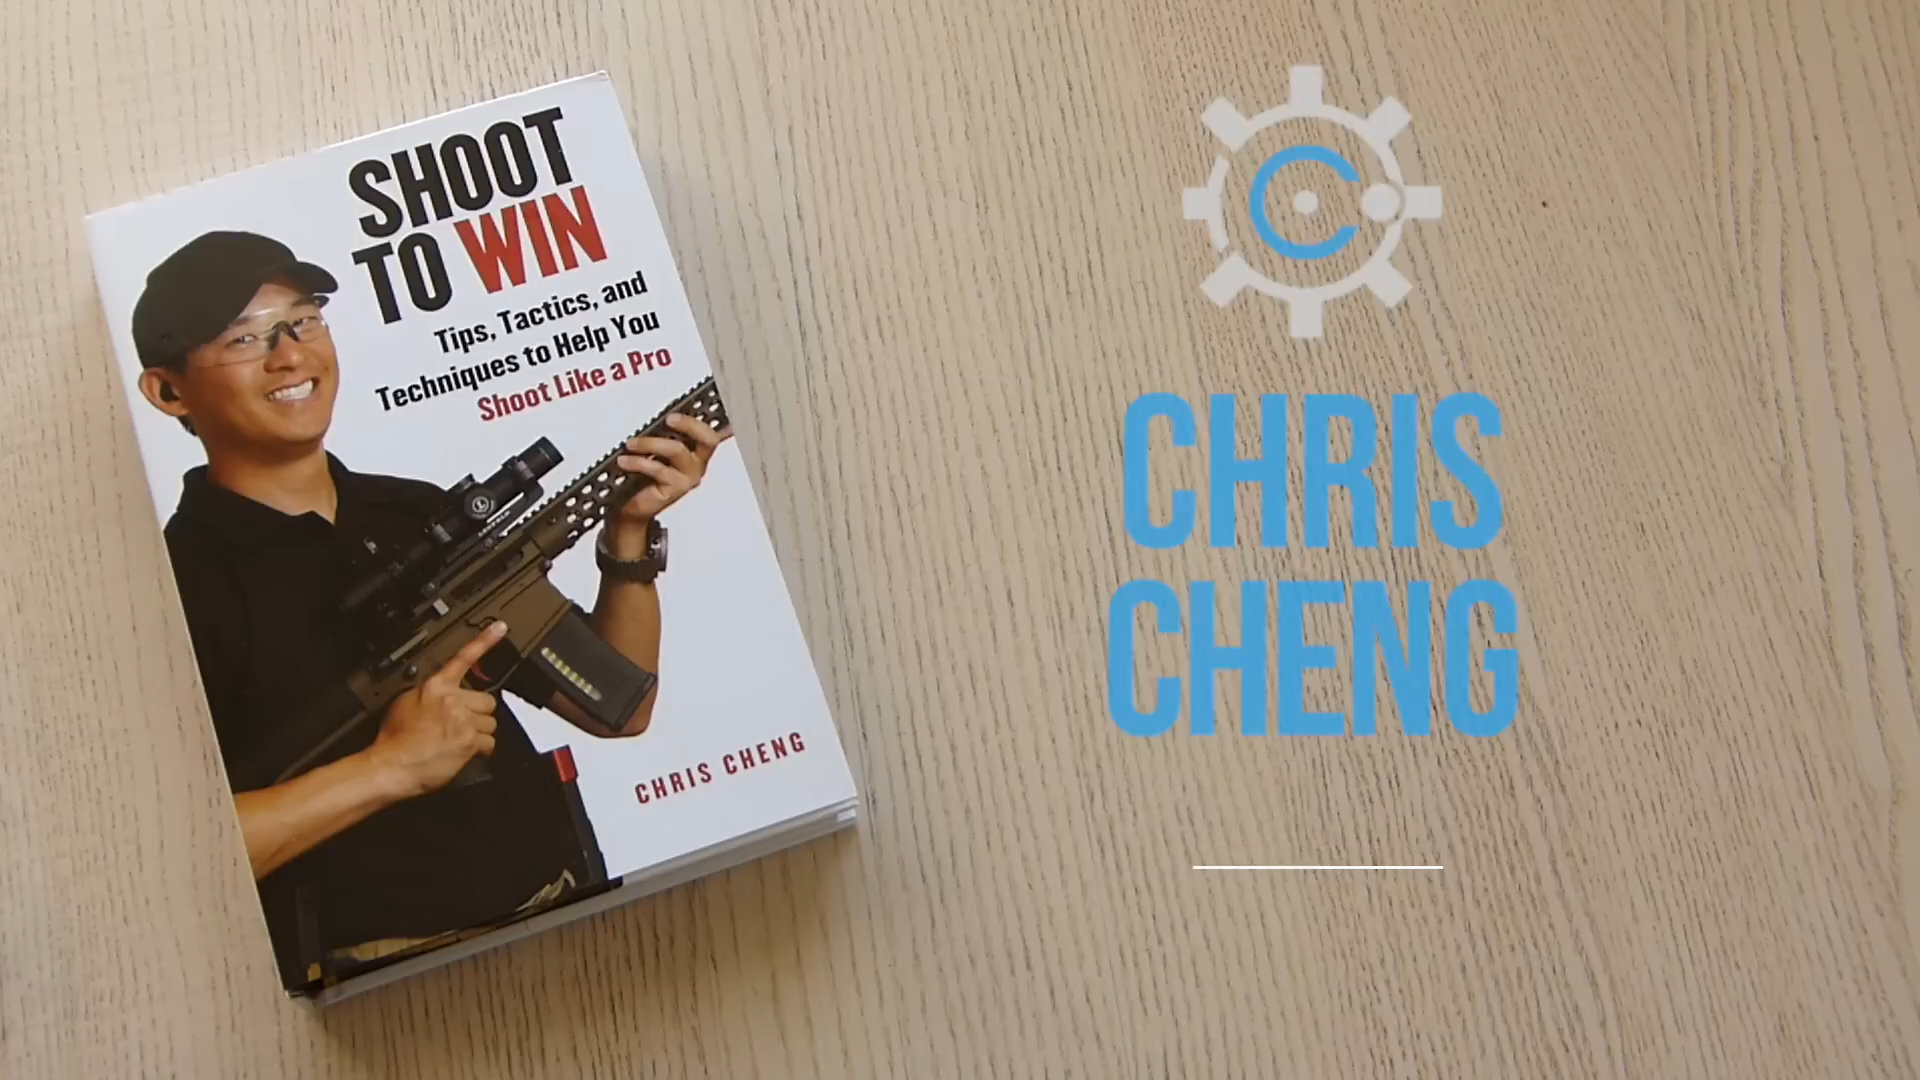 SHOOT
TO WIN
Tips, Tactics, and
Techniques to Help You
Shoot Like a Pro
CHRIS CHENG
CHRIS
CHENG